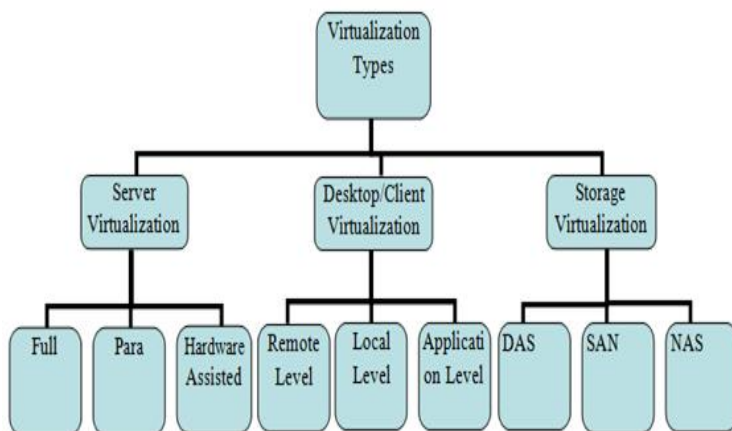 Virtualization
Types
Server
Virtualization
Desktop/Client
Virtualization
Storage
Virtualization
Full
Para
Hardware
Assisted
Remote
Level
Local
Level
Applicati
on Level
DAS
SAN
NAS